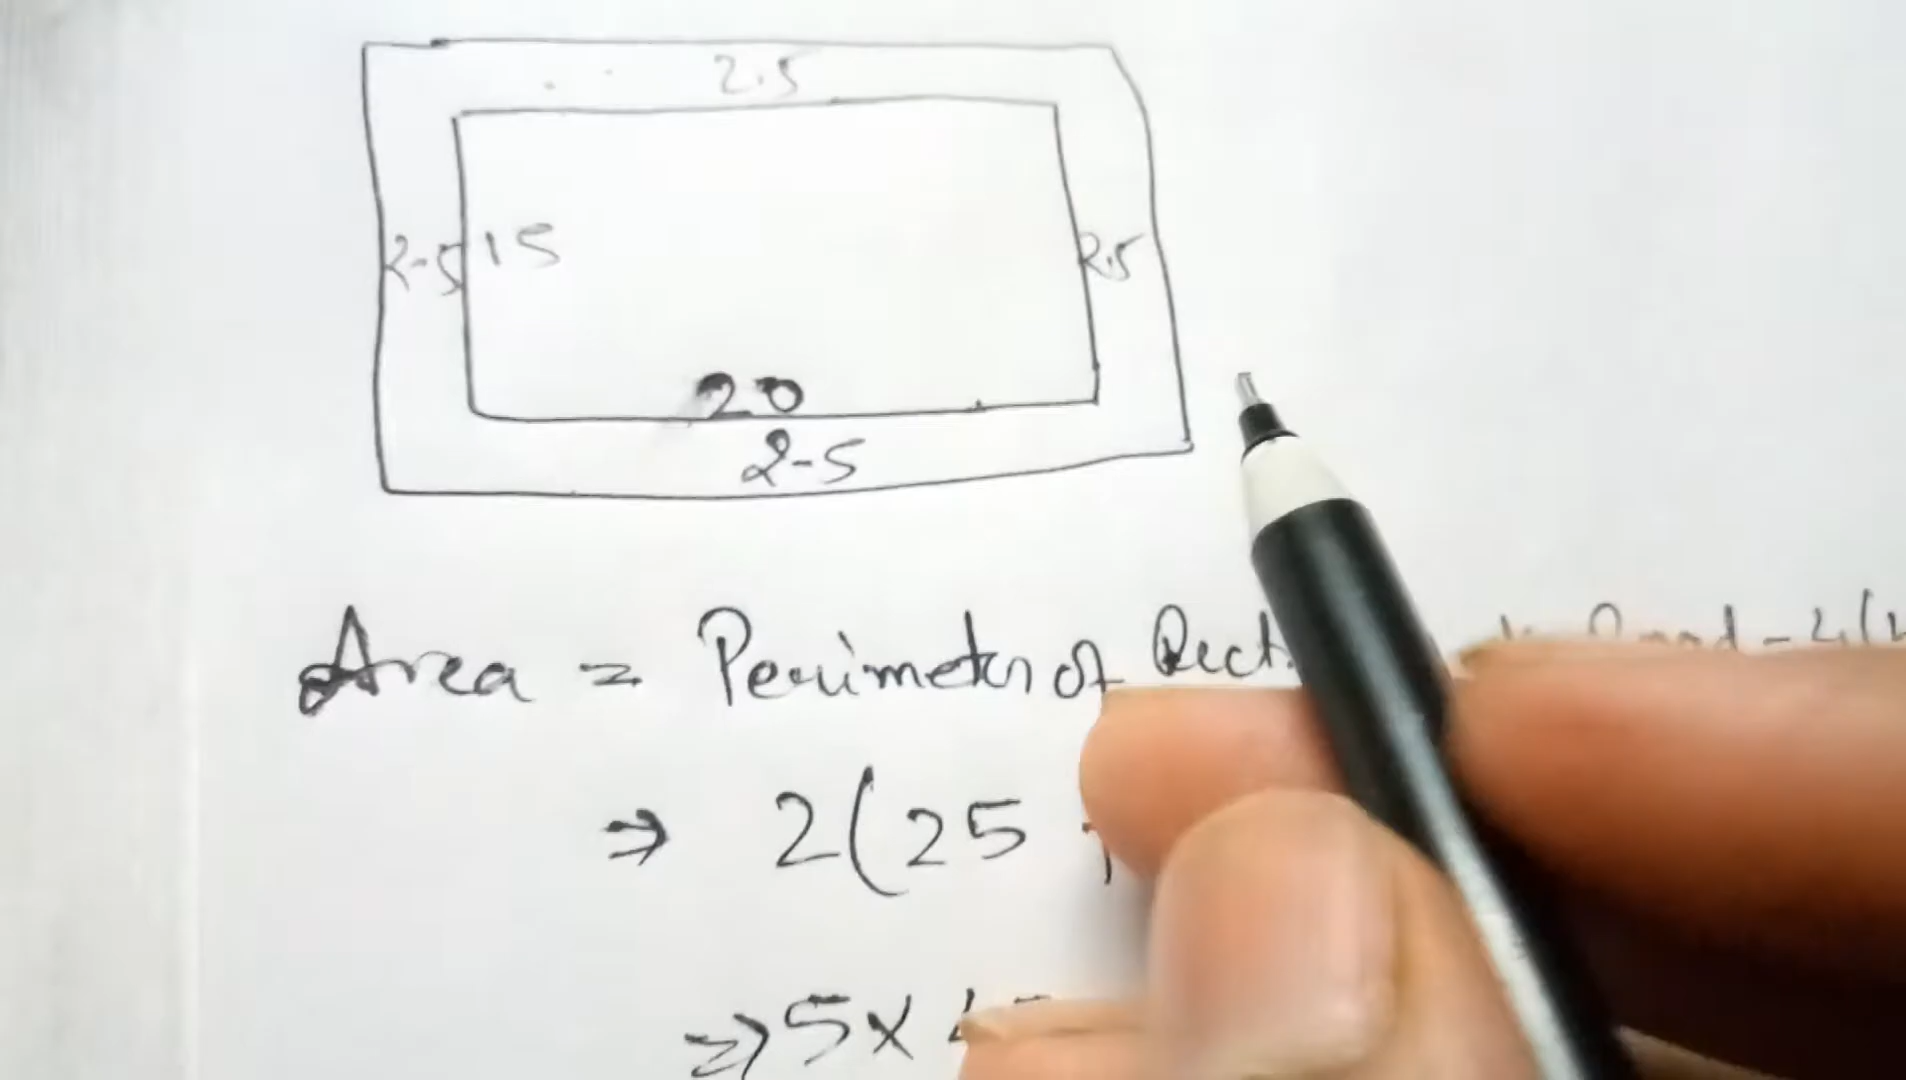 2.5
2-5 15 2.5
20
2-5
Area = Perimeter of Rect
⇒ 2(25
⇒ 5×